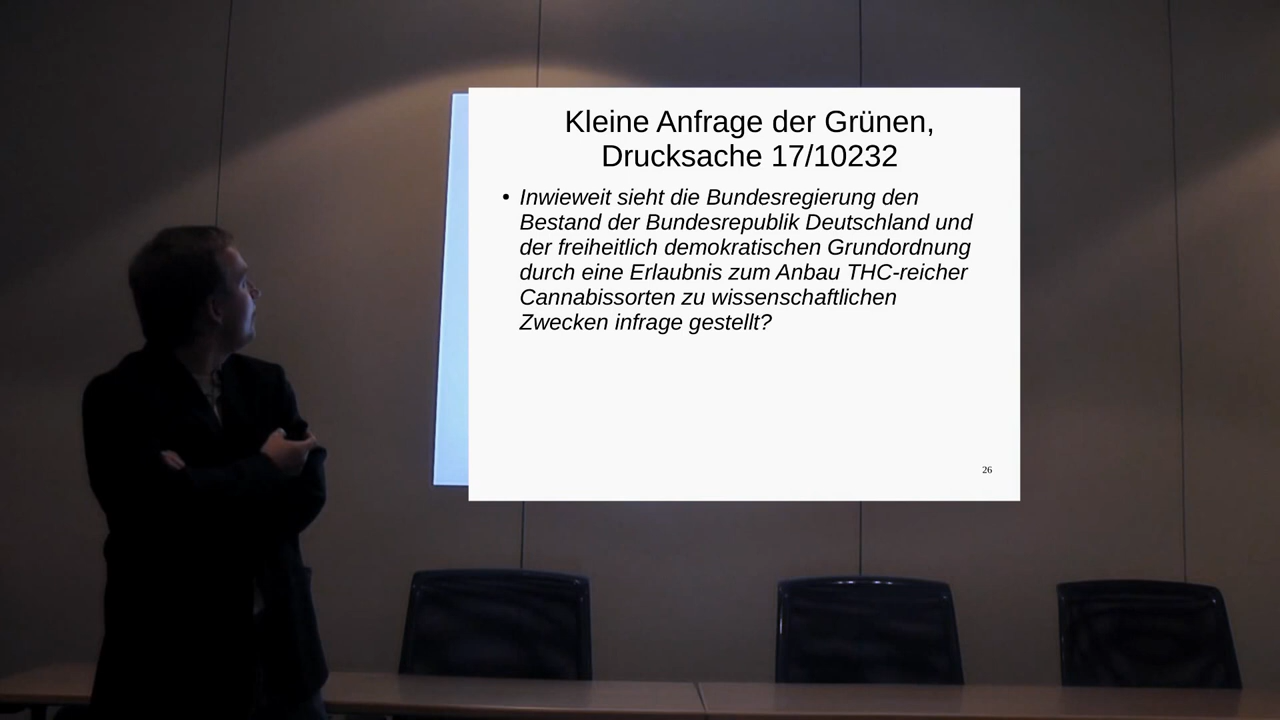 Kleine Anfrage der Grünen,
Drucksache 17/10232
• Inwieweit sieht die Bundesregierung den
Bestand der Bundesrepublik Deutschland und
der freiheitlich demokratischen Grundordnung
durch eine Erlaubnis zum Anbau THC-reicher
Cannabissorten zu wissenschaftlichen
Zwecken infrage gestellt?
26